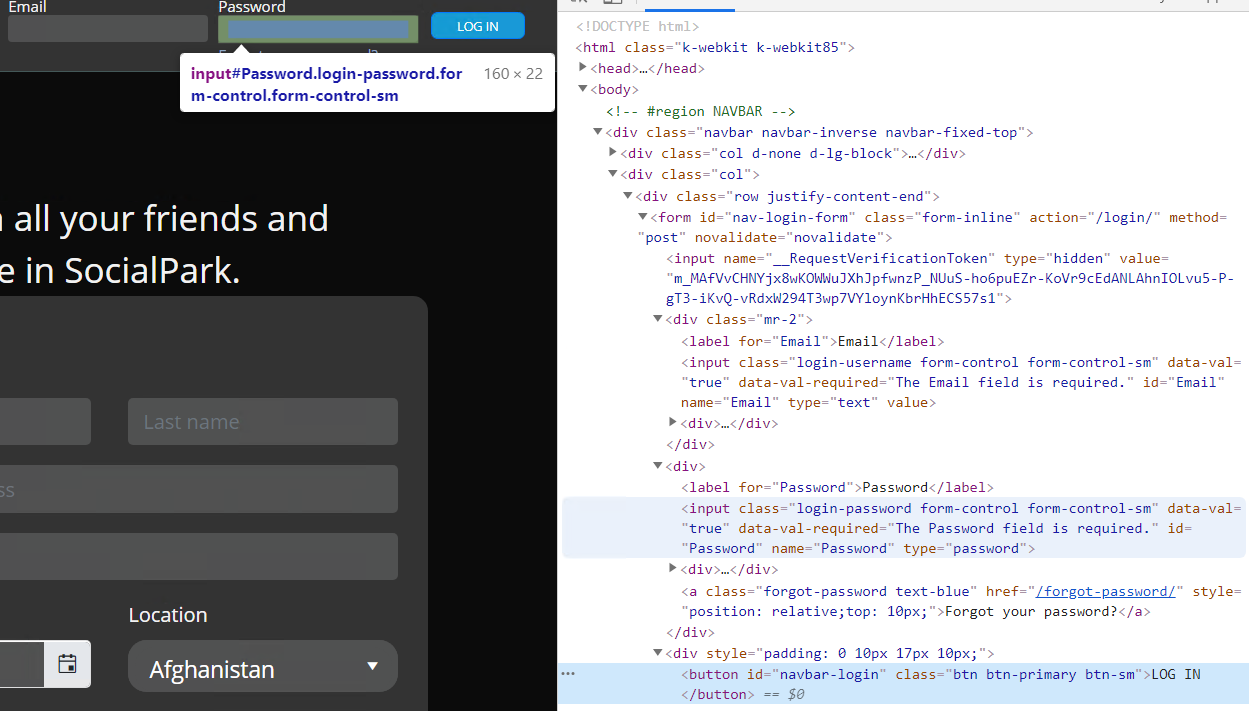 Email
Password
LOG IN
input#Password.login-password.for
m-control.form-control-sm
160 × 22
all your friends and
in SocialPark.
Last name
Location
Afghanistan
<!DOCTYPE html>
<html class="k-webkit k-webkit85">
<head>…</head>
<body>
<!-- #region NAVBAR -->
<div class="navbar navbar-inverse navbar-fixed-top">
<div class="col d-none d-lg-block">…</div>
<div class="col">
<div class="row justify-content-end">
<form id="nav-login-form" class="form-inline" action="/login/" method=
"post" novalidate="novalidate">
<input name="__RequestVerificationToken" type="hidden" value=
"m_MAfVvCHNYjx8wKOWWuJXhJpfwnzP_NUuS-ho6puEZr-KoVr9cEdANLAhnIOLvu5-P-
gT3-iKvQ-vRdxW294T3wp7VYloynKbrHhECS57s1">
<div class="mr-2">
<label for="Email">Email</label>
<input class="login-username form-control form-control-sm" data-val=
"true" data-val-required="The Email field is required." id="Email"
name="Email" type="text" value>
<div>…</div>
</div>
<div>
<label for="Password">Password</label>
<input class="login-password form-control form-control-sm" data-val=
"true" data-val-required="The Password field is required." id=
"Password" name="Password" type="password">
<div>…</div>
<a class="forgot-password text-blue" href="/forgot-password/" style=
"position: relative;top: 10px;">Forgot your password?</a>
</div>
<div style="padding: 0 10px 17px 10px;">
<button id="navbar-login" class="btn btn-primary btn-sm">LOG IN
</button> == $0